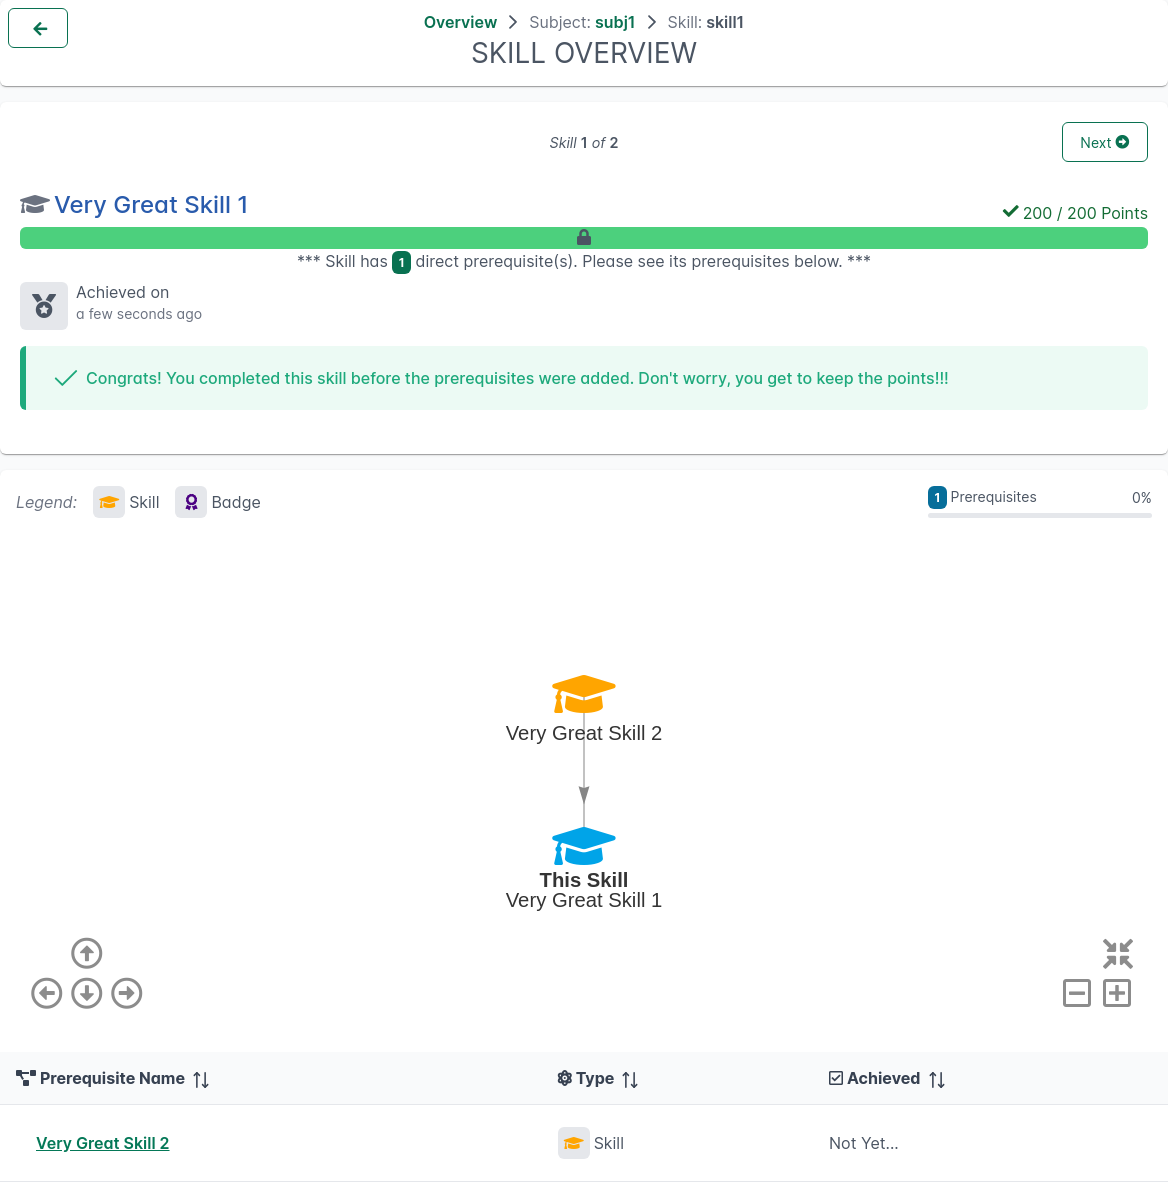 Overview > Subject: subj1 > Skill: skill1
SKILL OVERVIEW
Skill 1 of 2
Next
Very Great Skill 1
200 / 200 Points
*** Skill has 1 direct prerequisite(s). Please see its prerequisites below. ***
Achieved on
a few seconds ago
Congrats! You completed this skill before the prerequisites were added. Don't worry, you get to keep the points!!!
Legend: Skill Badge
1 Prerequisites 0%
Very Great Skill 2
This Skill
Very Great Skill 1
Prerequisite Name Type Achieved
Very Great Skill 2 Skill Not Yet...